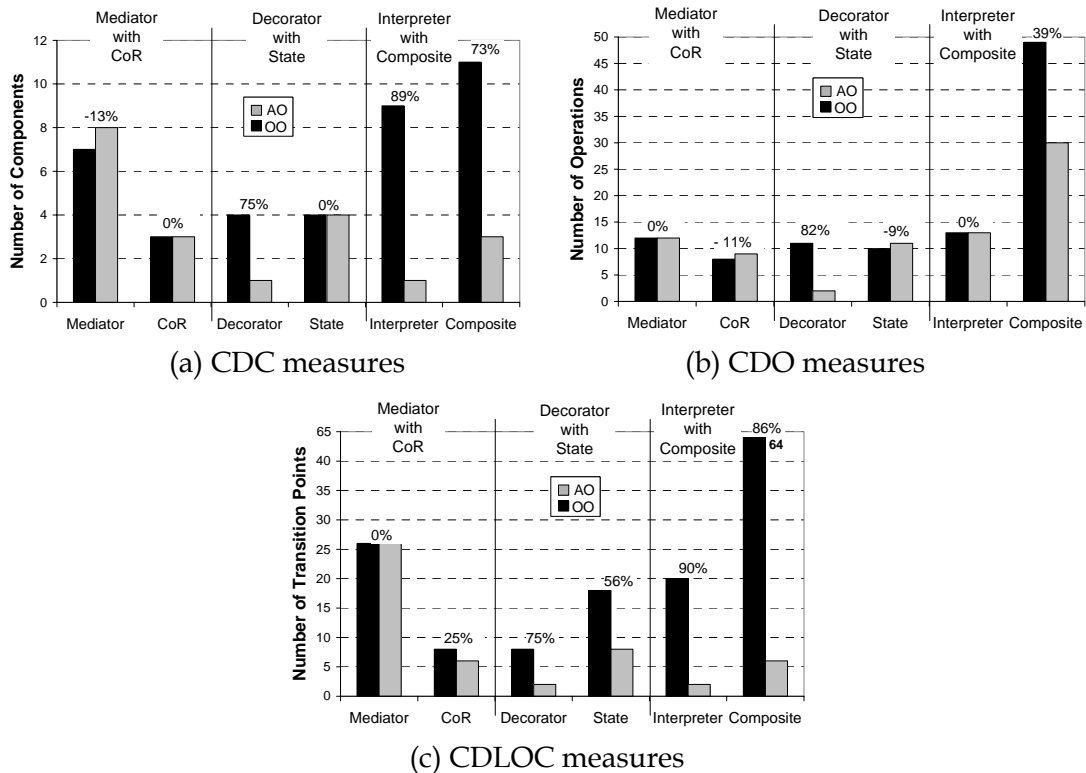 Mediator
with
CoR
Decorator
with
State
Interpreter
with
Composite
Number of Components
12
10
8
6
4
2
0
AO
OO
-13%
0%
75%
0%
89%
73%
Mediator
CoR
Decorator
State
Interpreter
Composite
(a) CDC measures
Mediator
with
CoR
Decorator
with
State
Interpreter
with
Composite
Number of Operations
50
45
40
35
30
25
20
15
10
5
0
AO
OO
0%
- 11%
82%
-9%
0%
39%
Mediator
CoR
Decorator
State
Interpreter
Composite
(b) CDO measures
Mediator
with
CoR
Decorator
with
State
Interpreter
with
Composite
Number of Transition Points
65
40
35
30
25
20
15
10
5
0
AO
OO
0%
25%
75%
56%
90%
86%
64
Mediator
CoR
Decorator
State
Interpreter
Composite
(c) CDLOC measures